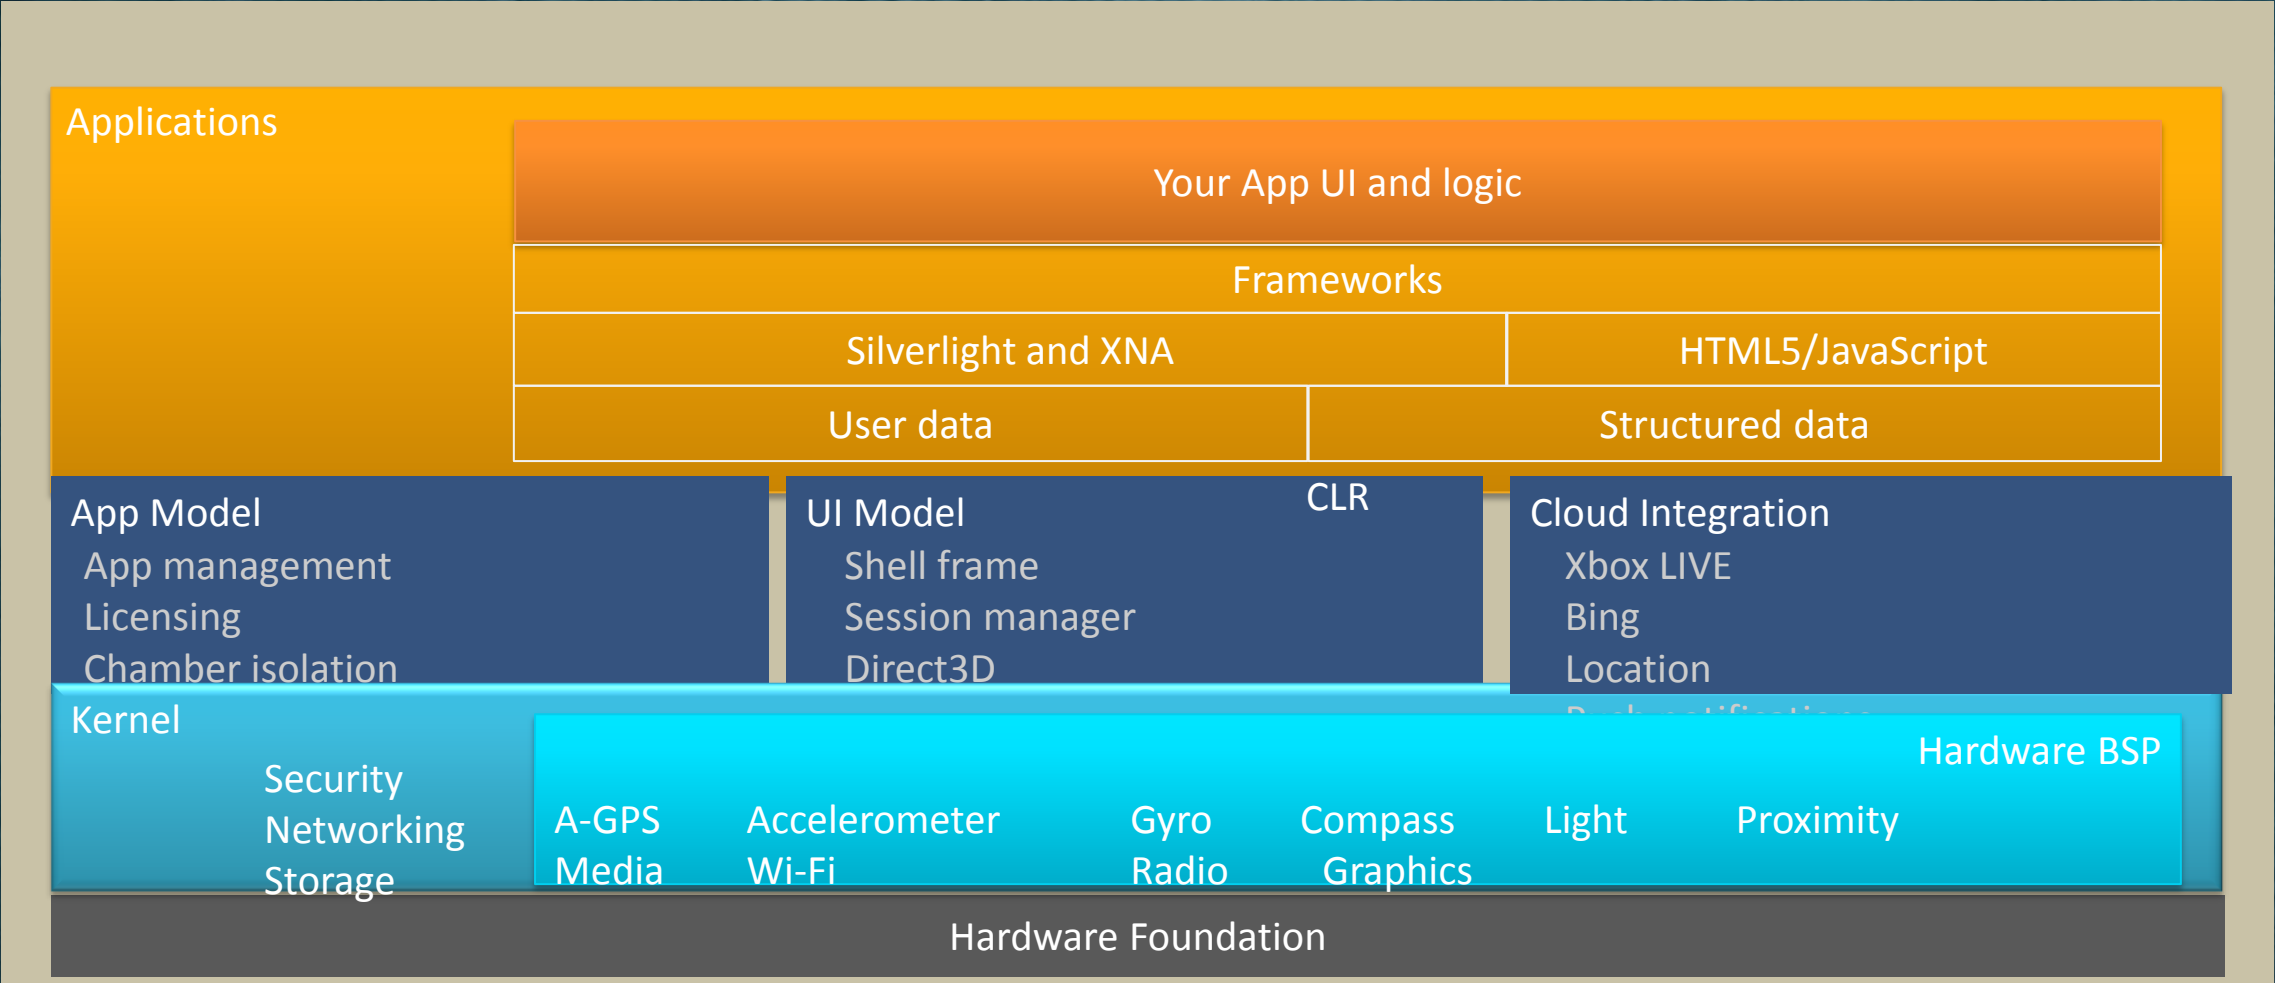 Applications
Your App UI and logic
Frameworks
Silverlight and XNA
HTML5/JavaScript
User data
Structured data
App Model
App management
Licensing
Chamber isolation
UI Model
Shell frame
Session manager
Direct3D
CLR
Cloud Integration
Xbox LIVE
Bing
Location
Push notifications
Kernel
Security
Networking
Storage
Hardware BSP
A-GPS Accelerometer Gyro Compass Light Proximity
Media Wi-Fi Radio Graphics
Hardware Foundation